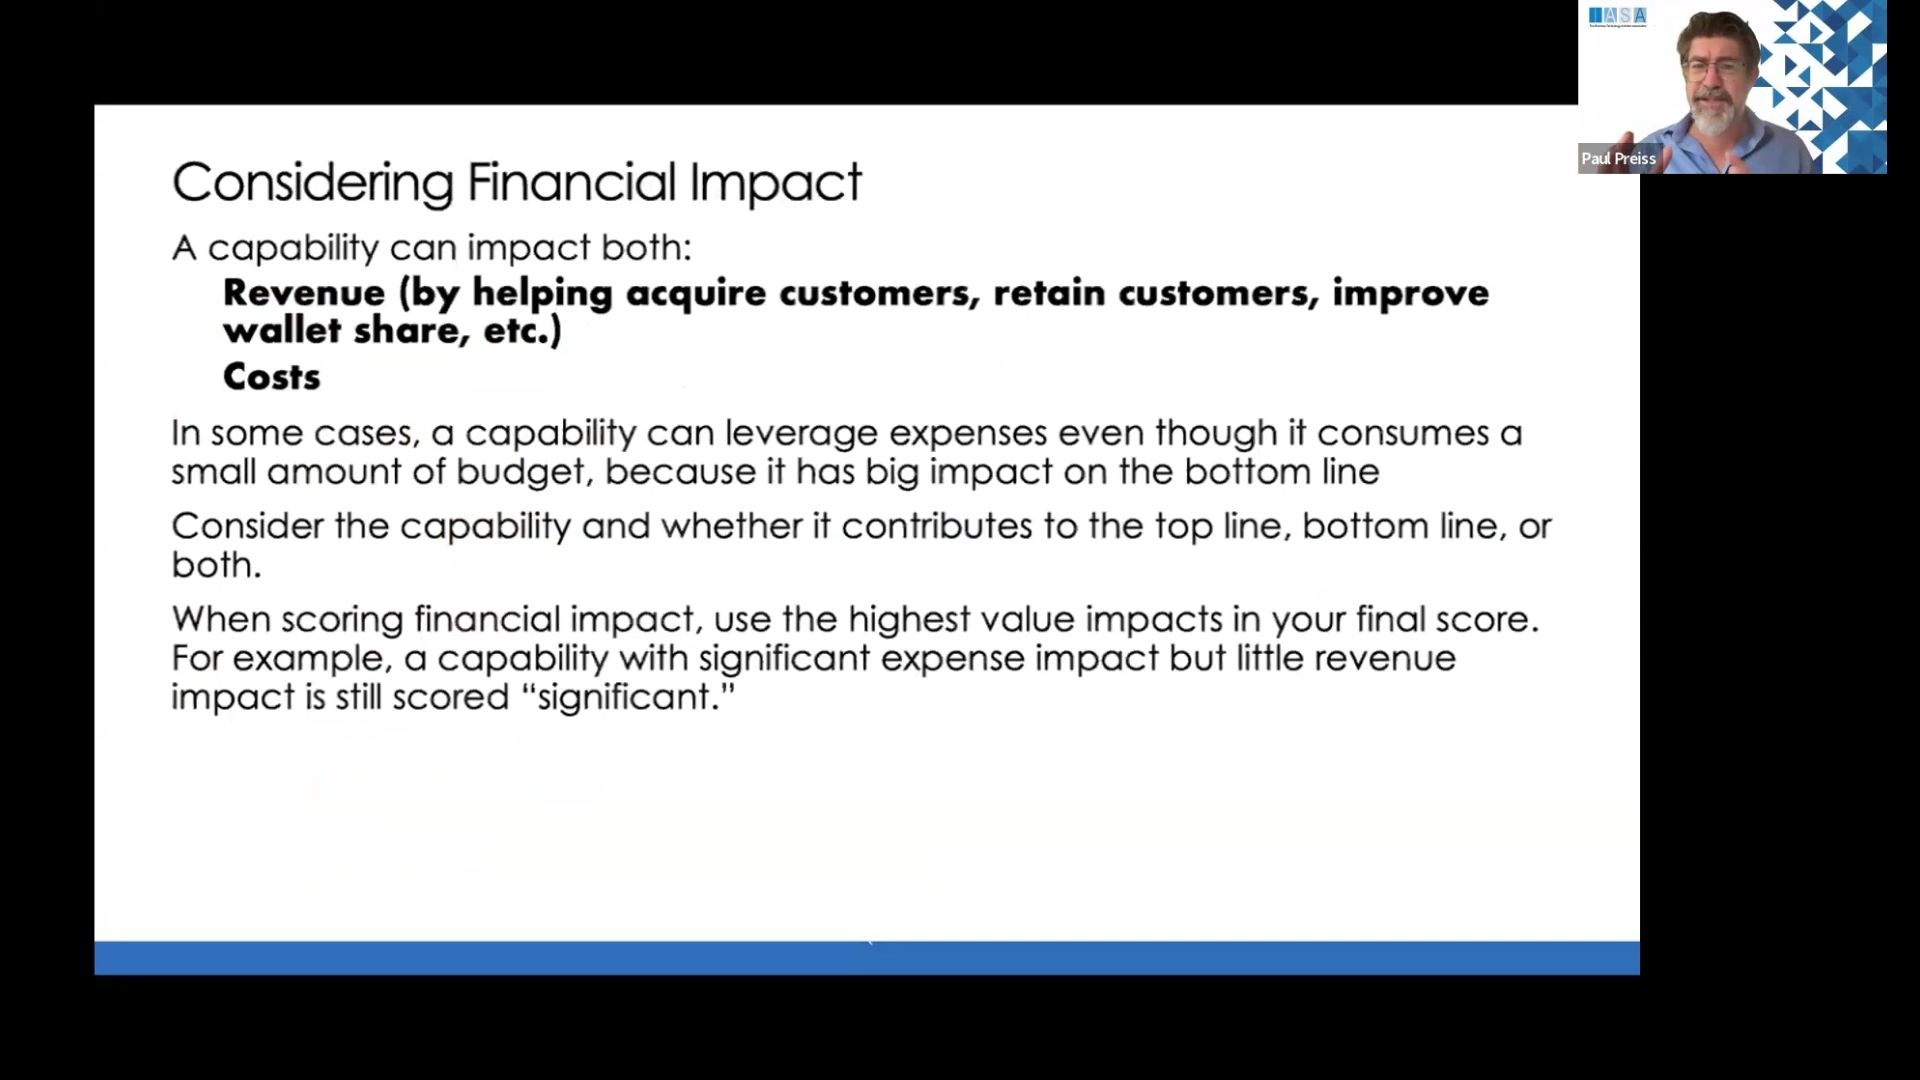 IASA
Paul Preiss
Considering Financial Impact
A capability can impact both:
Revenue (by helping acquire customers, retain customers, improve
wallet share, etc.)
Costs
In some cases, a capability can leverage expenses even though it consumes a
small amount of budget, because it has big impact on the bottom line
Consider the capability and whether it contributes to the top line, bottom line, or
both.
When scoring financial impact, use the highest value impacts in your final score.
For example, a capability with significant expense impact but little revenue
impact is still scored “significant.”